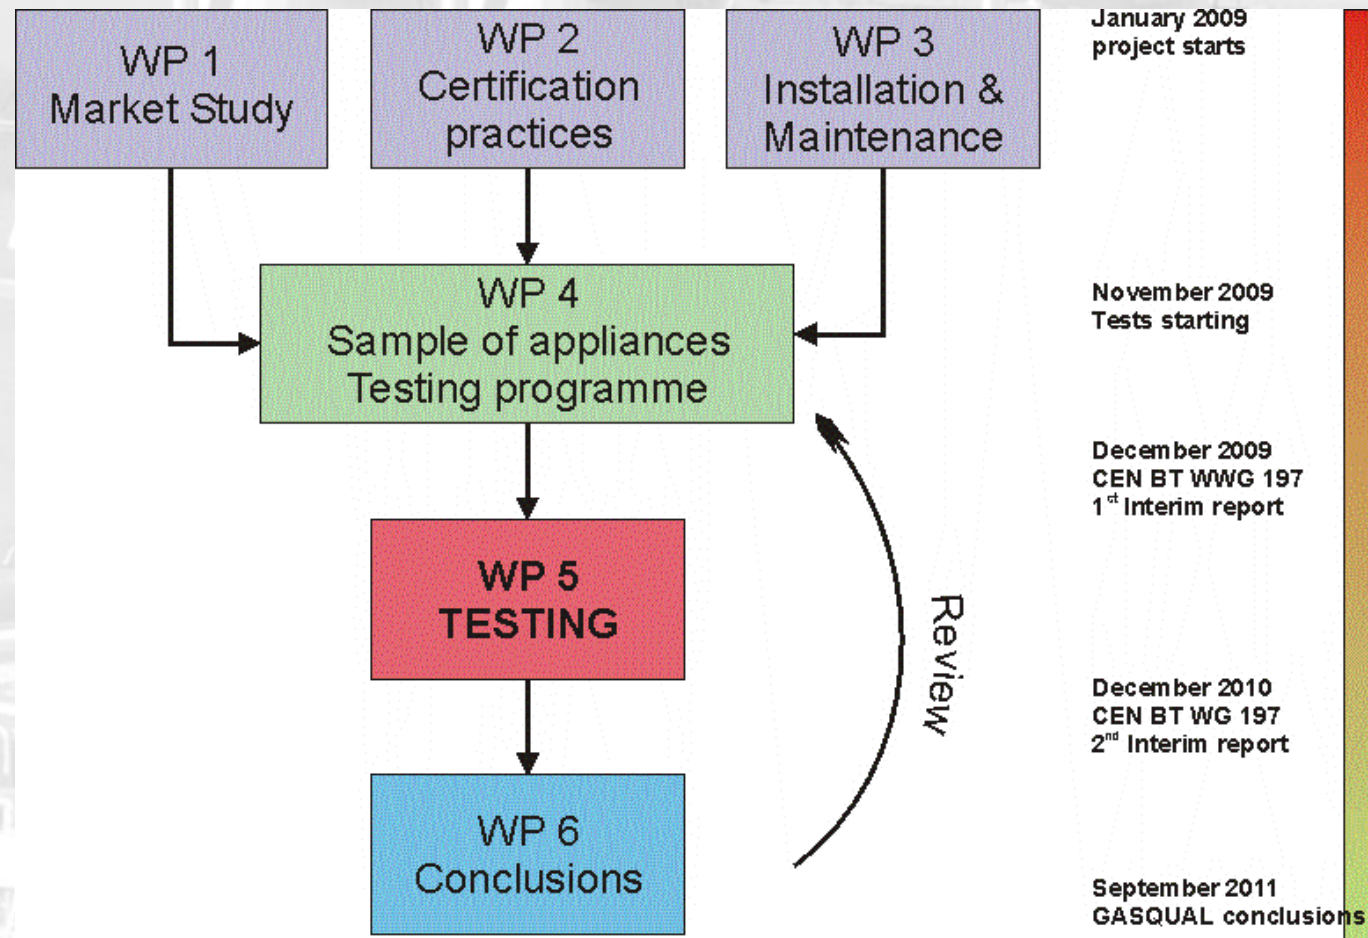 WP 1
Market Study
WP 2
Certification
practices
WP 3
Installation &
Maintenance
WP 4
Sample of appliances
Testing programme
WP 5
TESTING
WP 6
Conclusions
Review
January 2009
project starts
November 2009
Tests starting
December 2009
CEN BT WWG 197
1st Interim report
December 2010
CEN BT WG 197
2nd Interim report
September 2011
GASQUAL conclusions